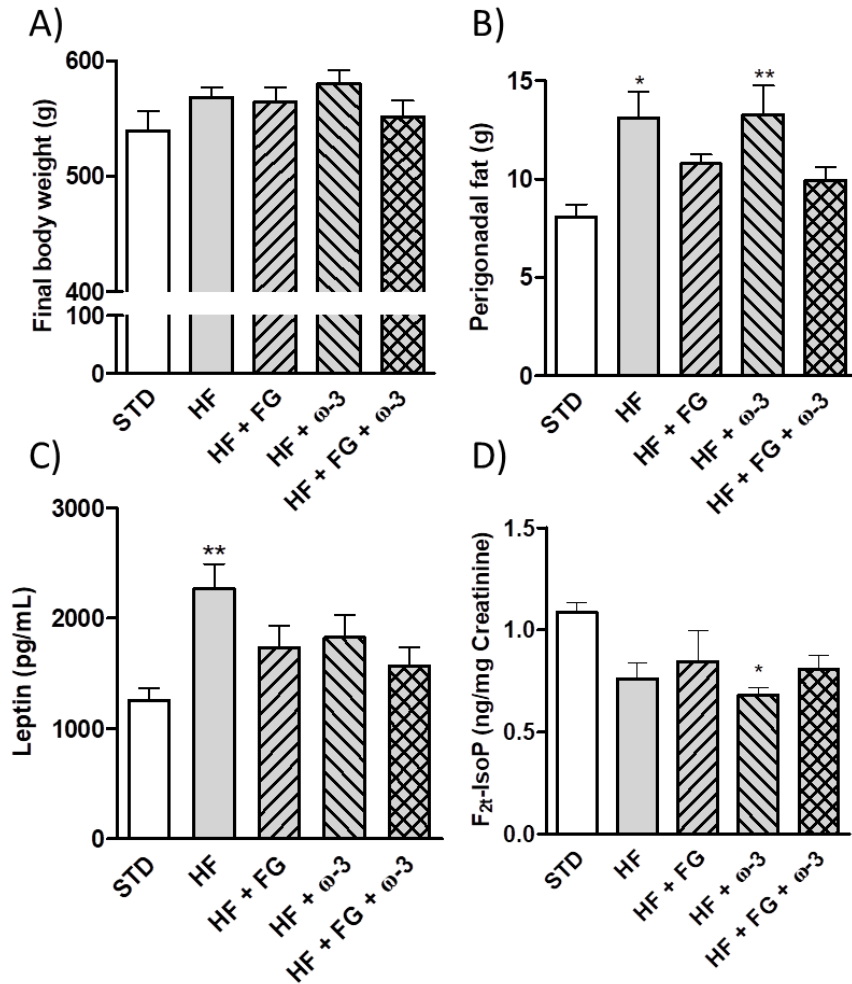 A)
Final body weight (g)
600
500
400
100
0
STD
HF
HF + FG
HF + ω-3
HF + FG + ω-3
B)
Perigonadal fat (g)
15
10
5
0
*
**
STD
HF
HF + FG
HF + ω-3
HF + FG + ω-3
C)
Leptin (pg/mL)
3000
2000
1000
0
**
STD
HF
HF + FG
HF + ω-3
HF + FG + ω-3
D)
F₂ₜ-IsoP (ng/mg Creatinine)
1.5
1.0
0.5
0.0
*
STD
HF
HF + FG
HF + ω-3
HF + FG + ω-3